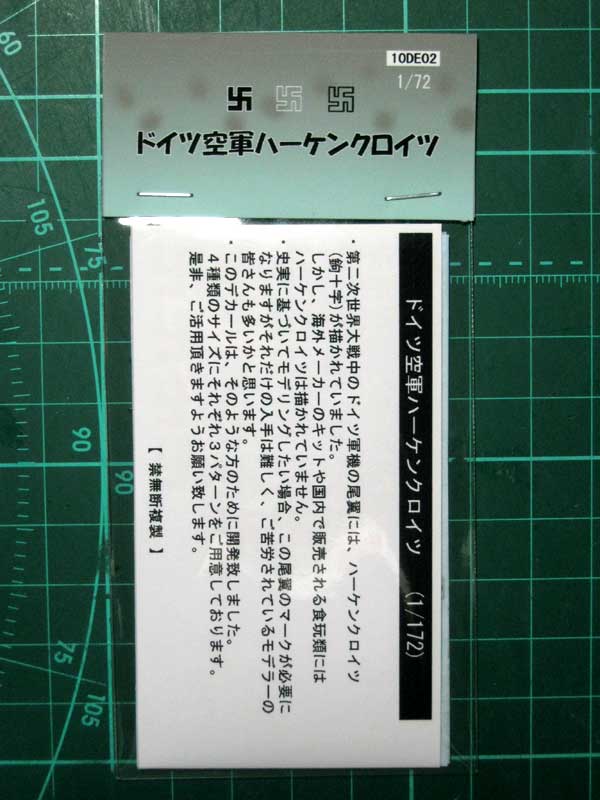 10DE02
1/72
ドイツ空軍ハーケンクロイツ
ドイツ空軍ハーケンクロイツ (1/172)
・第二次世界大戦中のドイツ軍機の尾翼には、ハーケンクロイツ
(鉤十字)が描かれていました。
しかし、海外メーカーのキットや国内で販売される食玩類には
ハーケンクロイツは描かれていません。
・史実に基づいてモデリングしたい場合、この尾翼のマークが必要に
なりますがそれだけの入手は難しく、ご苦労されているモデラーの
皆さんも多いかと思います。
・このデカールは、そのような方のために開発致しました。
4種類のサイズにそれぞれ3パターンをご用意しております。
是非、ご活用頂きますようお願い致します。
【 禁無断複製 】
60
105
75
90
90
75
105
60